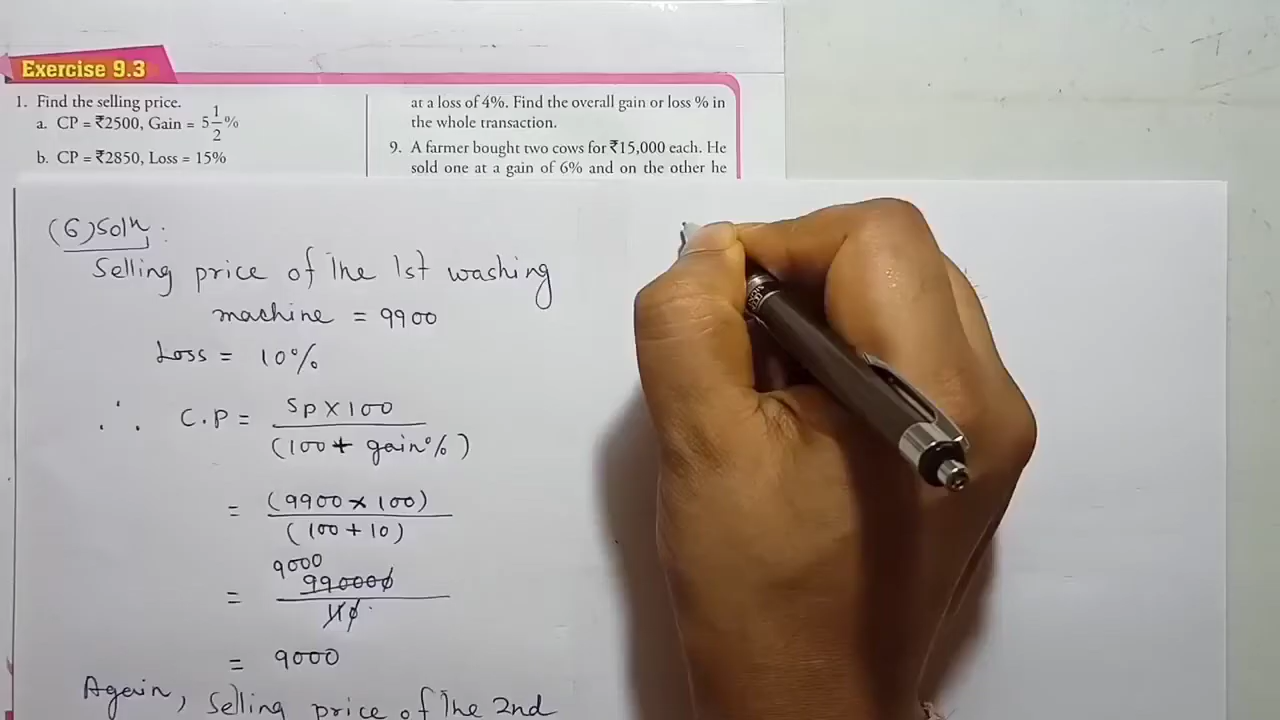 Exercise 9.3
1. Find the selling price.
a. CP = ₹2500, Gain = 5 1/2 %
b. CP = ₹2850, Loss = 15%
at a loss of 4%. Find the overall gain or loss % in
the whole transaction.
9. A farmer bought two cows for ₹15,000 each. He
sold one at a gain of 6% and on the other he
(6) Soln :
Selling price of the 1st washing
machine = 9900
Loss = 10%
∴ C.P = SP×100 / (100+ gain%)
= (9900 × 100) / (100 + 10)
9000
= 990000 / 110
= 9000
Again, Selling price of the 2nd